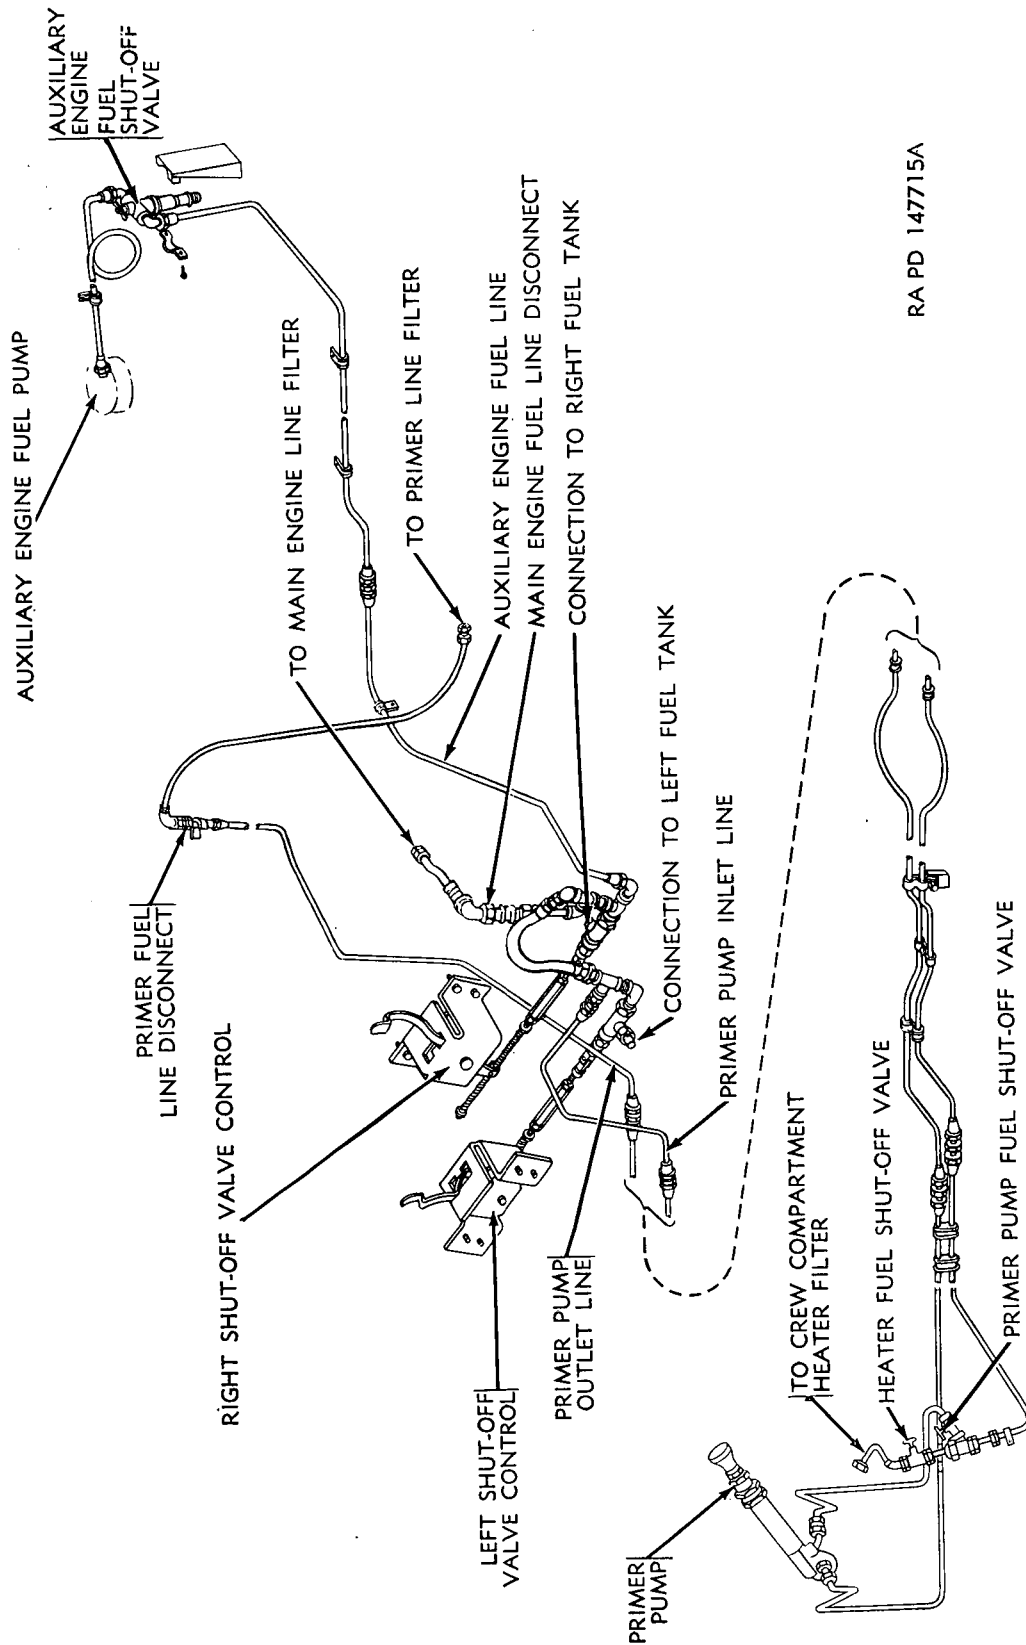 AUXILIARY ENGINE FUEL PUMP
AUXILIARY
ENGINE
FUEL
SHUT-OFF
VALVE
TO MAIN ENGINE LINE FILTER
TO PRIMER LINE FILTER
AUXILIARY ENGINE FUEL LINE
MAIN ENGINE FUEL LINE DISCONNECT
CONNECTION TO RIGHT FUEL TANK
PRIMER FUEL
LINE DISCONNECT
RIGHT SHUT-OFF VALVE CONTROL
CONNECTION TO LEFT FUEL TANK
PRIMER PUMP INLET LINE
LEFT SHUT-OFF
VALVE CONTROL
PRIMER PUMP
OUTLET LINE
PRIMER
PUMP
TO CREW COMPARTMENT
HEATER FILTER
HEATER FUEL SHUT-OFF VALVE
PRIMER PUMP FUEL SHUT-OFF VALVE
RA PD 147715A